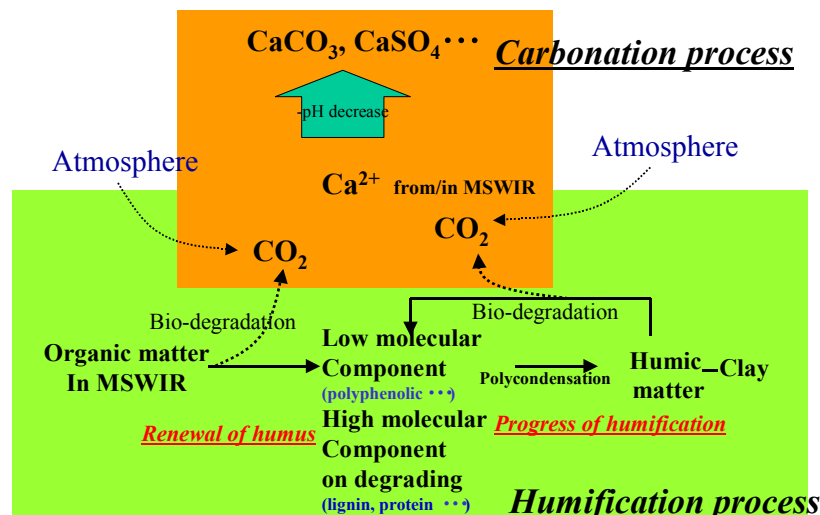 CaCO₃, CaSO₄ ⋯
Carbonation process
-pH decrease
Atmosphere
Atmosphere
Ca²⁺ from/in MSWIR
CO₂
CO₂
Bio-degradation
Bio-degradation
Organic matter
In MSWIR
Low molecular
Component
(polyphenolic ⋯)
Polycondensation
Humic
matter
Clay
Renewal of humus
High molecular
Component
on degrading
(lignin, protein ⋯)
Progress of humification
Humification process